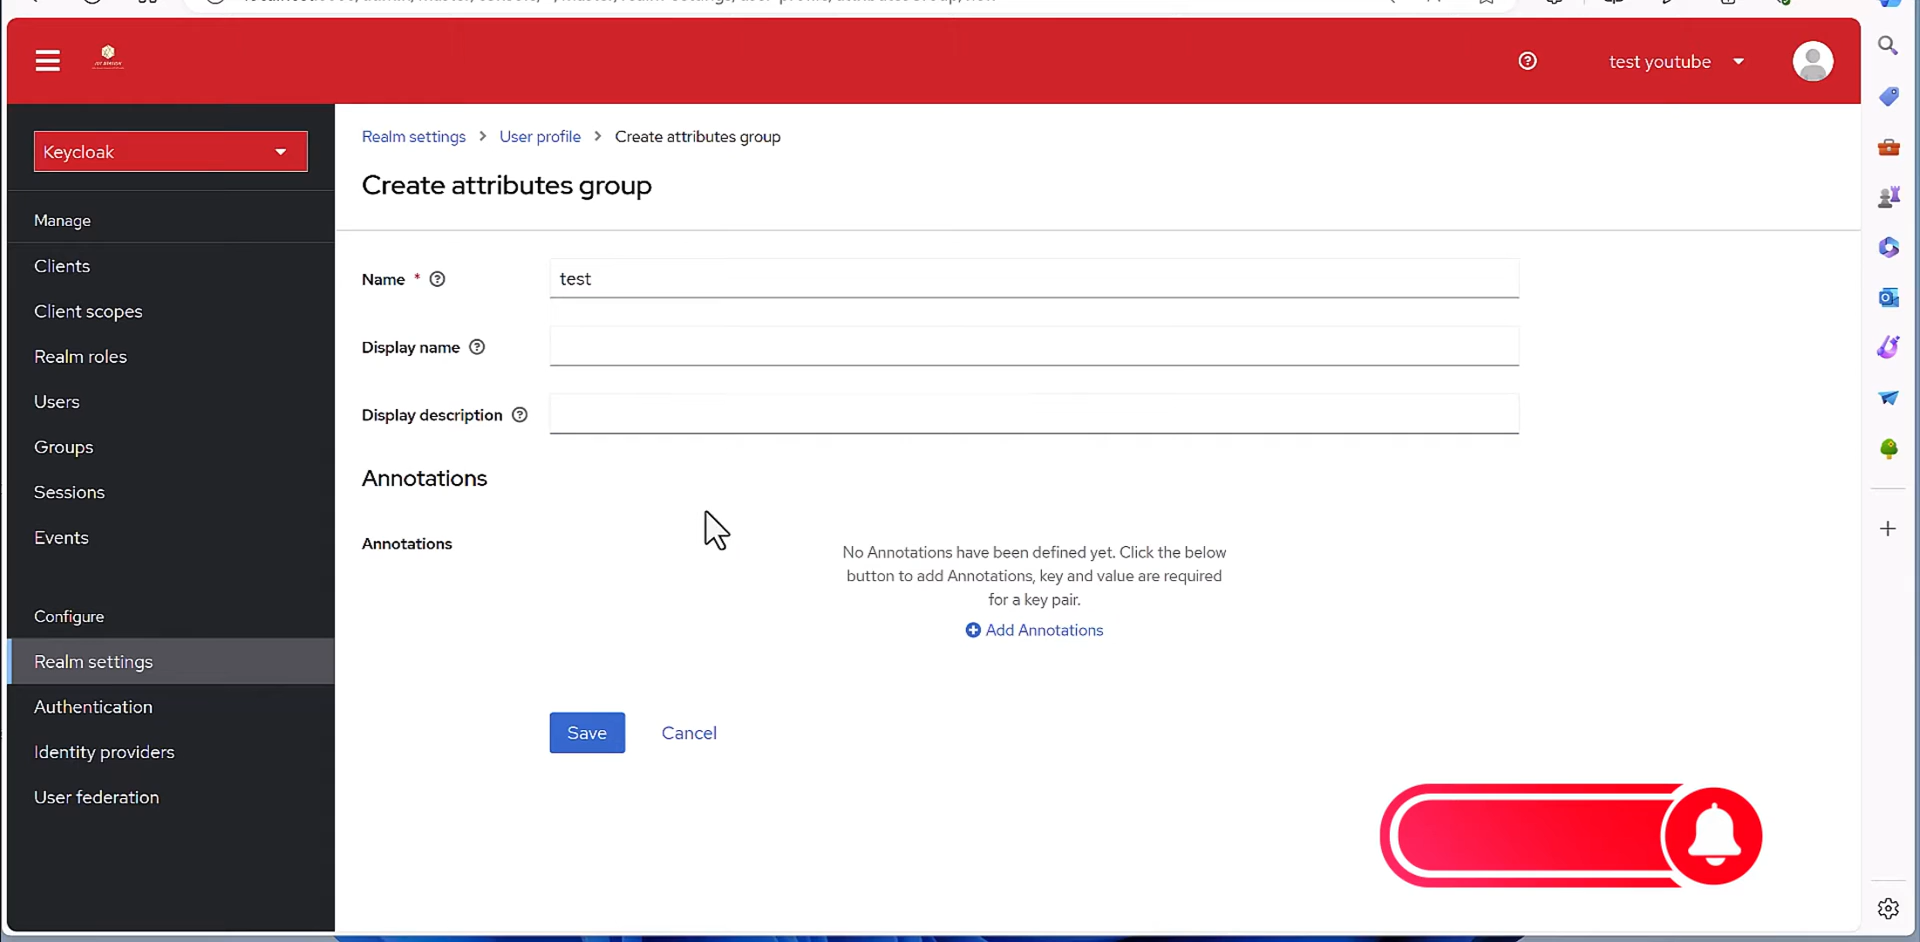 test youtube
Keycloak
Manage
Clients
Client scopes
Realm roles
Users
Groups
Sessions
Events
Configure
Realm settings
Authentication
Identity providers
User federation
Realm settings > User profile > Create attributes group
Create attributes group
Name *
test
Display name
Display description
Annotations
Annotations
No Annotations have been defined yet. Click the below
button to add Annotations, key and value are required
for a key pair.
Add Annotations
Save
Cancel